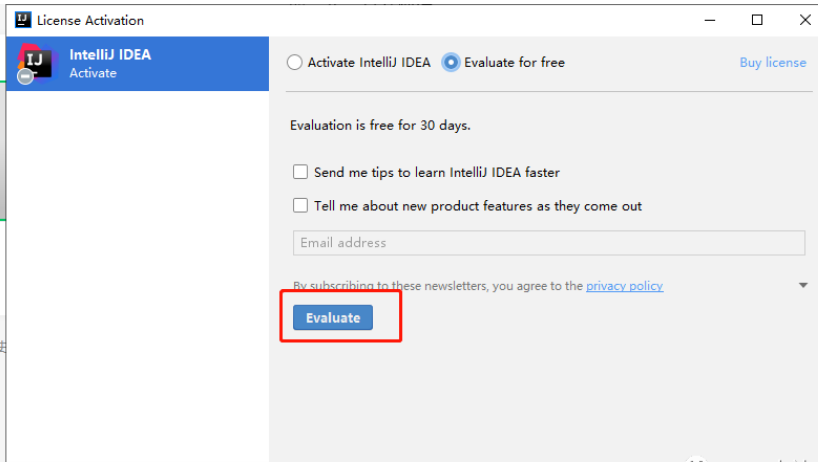 License Activation
IntelliJ IDEA
Activate
Activate IntelliJ IDEA
Evaluate for free
Buy license
Evaluation is free for 30 days.
Send me tips to learn IntelliJ IDEA faster
Tell me about new product features as they come out
Email address
By subscribing to these newsletters, you agree to the privacy policy
Evaluate